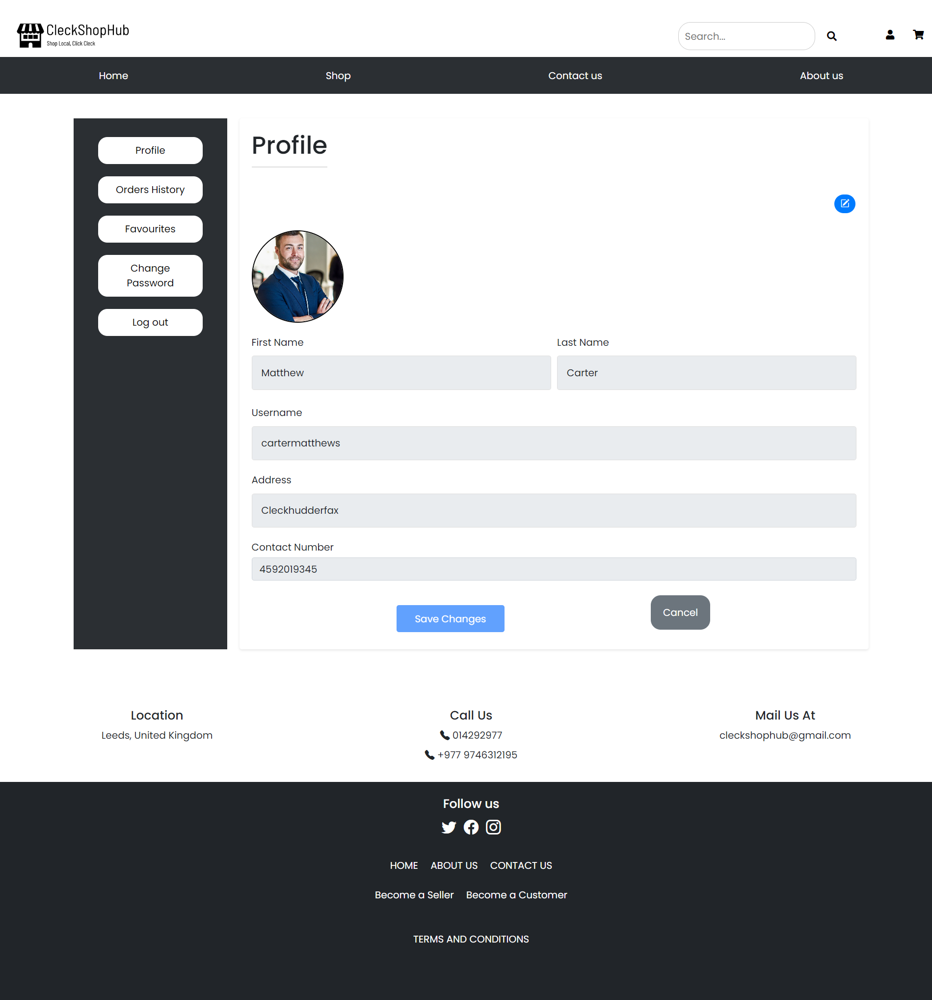 CleckShopHub
Shop Local, Click Cleck
Search...
Home
Shop
Contact us
About us
Profile
Orders History
Favourites
Change
Password
Log out
Profile
First Name
Last Name
Matthew
Carter
Username
cartermatthews
Address
Cleckhudderfax
Contact Number
4592019345
Save Changes
Cancel
Location
Leeds, United Kingdom
Call Us
014292977
+977 9746312195
Mail Us At
cleckshophub@gmail.com
Follow us
HOME ABOUT US CONTACT US
Become a Seller Become a Customer
TERMS AND CONDITIONS